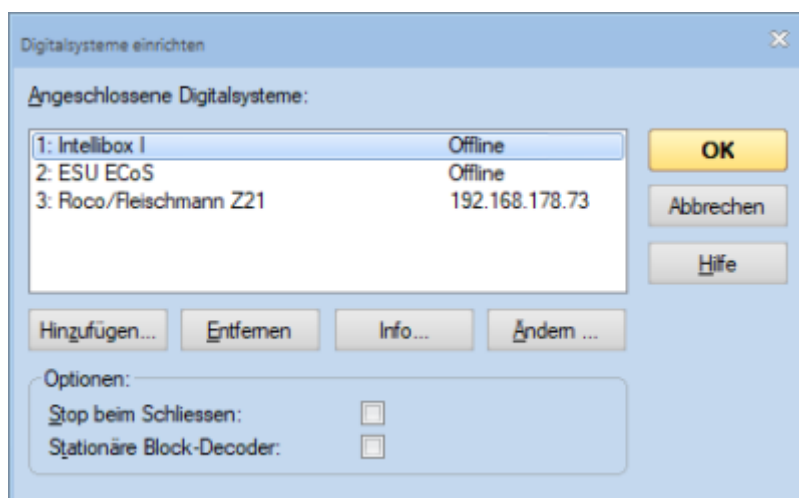 Digitalsysteme einrichten
Angeschlossene Digitalsysteme:
1: Intellibox I Offline
2: ESU ECoS Offline
3: Roco/Fleischmann Z21 192.168.178.73
OK
Abbrechen
Hilfe
Hinzufügen... Entfernen Info... Ändern ...
Optionen:
Stop beim Schliessen:
Stationäre Block-Decoder: